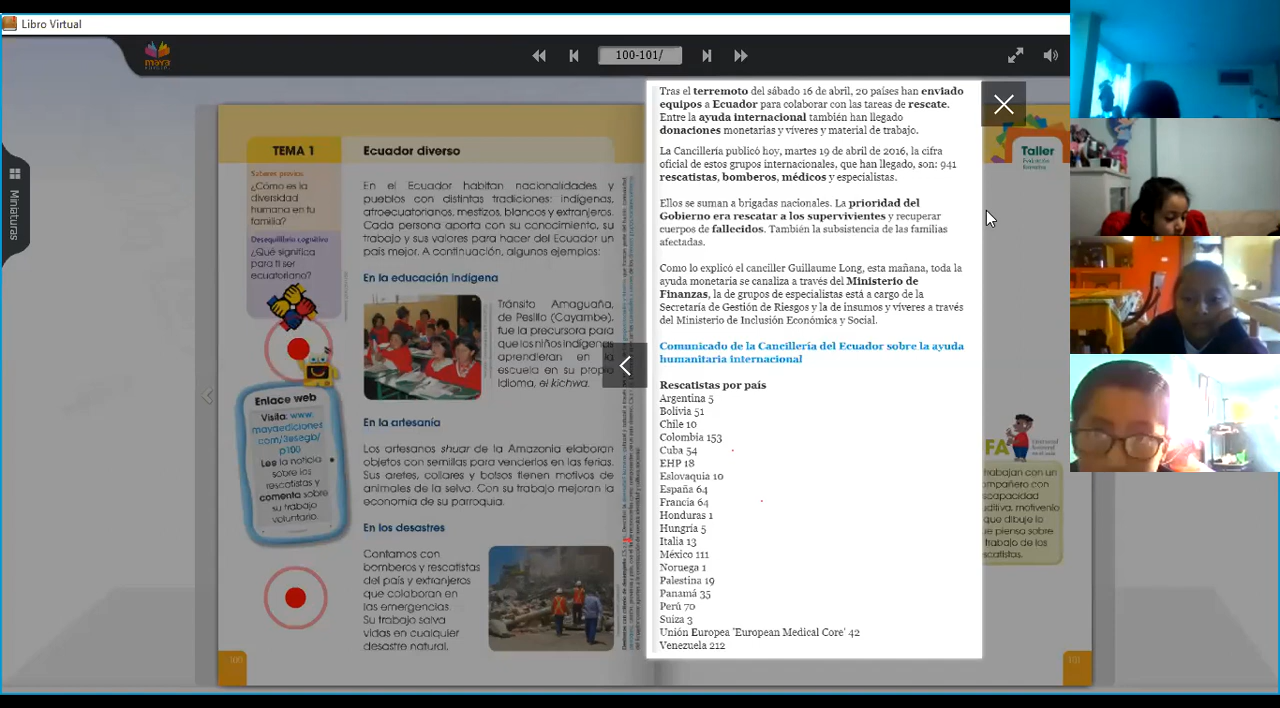 Libro Virtual
maya
100-101/
Miniaturas
TEMA 1
Ecuador diverso
Saberes previos
¿Cómo es la
diversidad
humana en tu
familia?
Desequilibrio cognitivo
¿Qué significa
para ti ser
ecuatoriano?
Enlace web
Visita: www.
mayaediciones
com/3esegb/
p100
Lee la noticia
sobre los
rescatistas y
comenta sobre
su trabajo
voluntario.
En el Ecuador habitan nacionalidades y
pueblos con distintas tradiciones: indígenas,
afroecuatorianos, mestizos, blancos y extranjeros.
Cada persona aporta con su conocimiento, su
trabajo y sus valores para hacer del Ecuador un
país mejor. A continuación, algunos ejemplos:
En la educación indígena
Tránsito Amaguaña,
de Pesillo (Cayambe),
fue la precursora para
que los niños indígenas
aprendieran en la
escuela en su propio
idioma, el kichwa.
En la artesanía
Los artesanos shuar de la Amazonía elaboran
objetos con semillas para venderlos en las ferias.
Sus aretes, collares y bolsos tienen motivos de
animales de la selva. Con su trabajo mejoran la
economía de su parroquia.
En los desastres
Contamos con
bomberos y rescatistas
del país y extranjeros
que colaboran en
las emergencias.
Su trabajo salva
vidas en cualquier
desastre natural.
100
Tras el terremoto del sábado 16 de abril, 20 países han enviado
equipos a Ecuador para colaborar con las tareas de rescate.
Entre la ayuda internacional también han llegado
donaciones monetarias y víveres y material de trabajo.
La Cancillería publicó hoy, martes 19 de abril de 2016, la cifra
oficial de estos grupos internacionales, que han llegado, son: 941
rescatistas, bomberos, médicos y especialistas.
Ellos se suman a brigadas nacionales. La prioridad del
Gobierno era rescatar a los supervivientes y recuperar
cuerpos de fallecidos. También la subsistencia de las familias
afectadas.
Como lo explicó el canciller Guillaume Long, esta mañana, toda la
ayuda monetaria se canaliza a través del Ministerio de
Finanzas, la de grupos de especialistas está a cargo de la
Secretaría de Gestión de Riesgos y la de insumos y víveres a través
del Ministerio de Inclusión Económica y Social.
Comunicado de la Cancillería del Ecuador sobre la ayuda
humanitaria internacional
Rescatistas por país
Argentina 5
Bolivia 51
Chile 10
Colombia 153
Cuba 54
EHP 18
Eslovaquia 10
España 64
Francia 64
Honduras 1
Hungría 5
Italia 13
México 111
Noruega 1
Palestina 19
Panamá 35
Perú 70
Suiza 3
Unión Europea 'European Medical Core' 42
Venezuela 212
Taller
FA
trabajan con un
compañero con
scapacidad
uditiva, motívenlo
que dibuje lo
e piensa sobre
trabajo de los
scatistas.
101